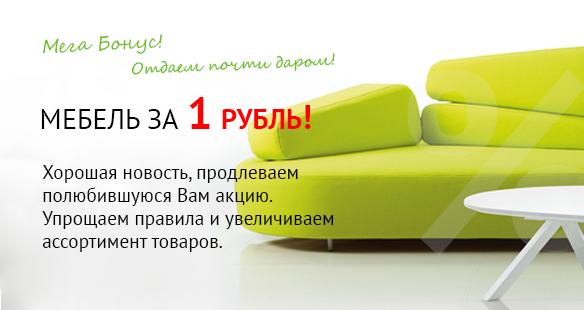 Мега Бонус!
Отдаем почти даром!
МЕБЕЛЬ ЗА 1 РУБЛЬ!
Хорошая новость, продлеваем
полюбившуюся Вам акцию.
Упрощаем правила и увеличиваем
ассортимент товаров.
%